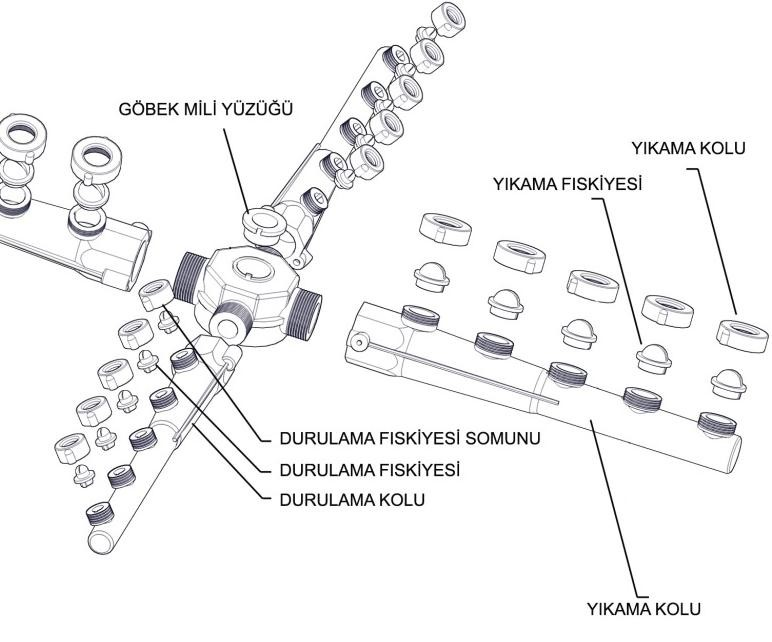 GÖBEK MİLİ YÜZÜĞÜ
YIKAMA KOLU
YIKAMA FISKİYESİ
DURULAMA FISKİYESİ SOMUNU
DURULAMA FISKİYESİ
DURULAMA KOLU
YIKAMA KOLU